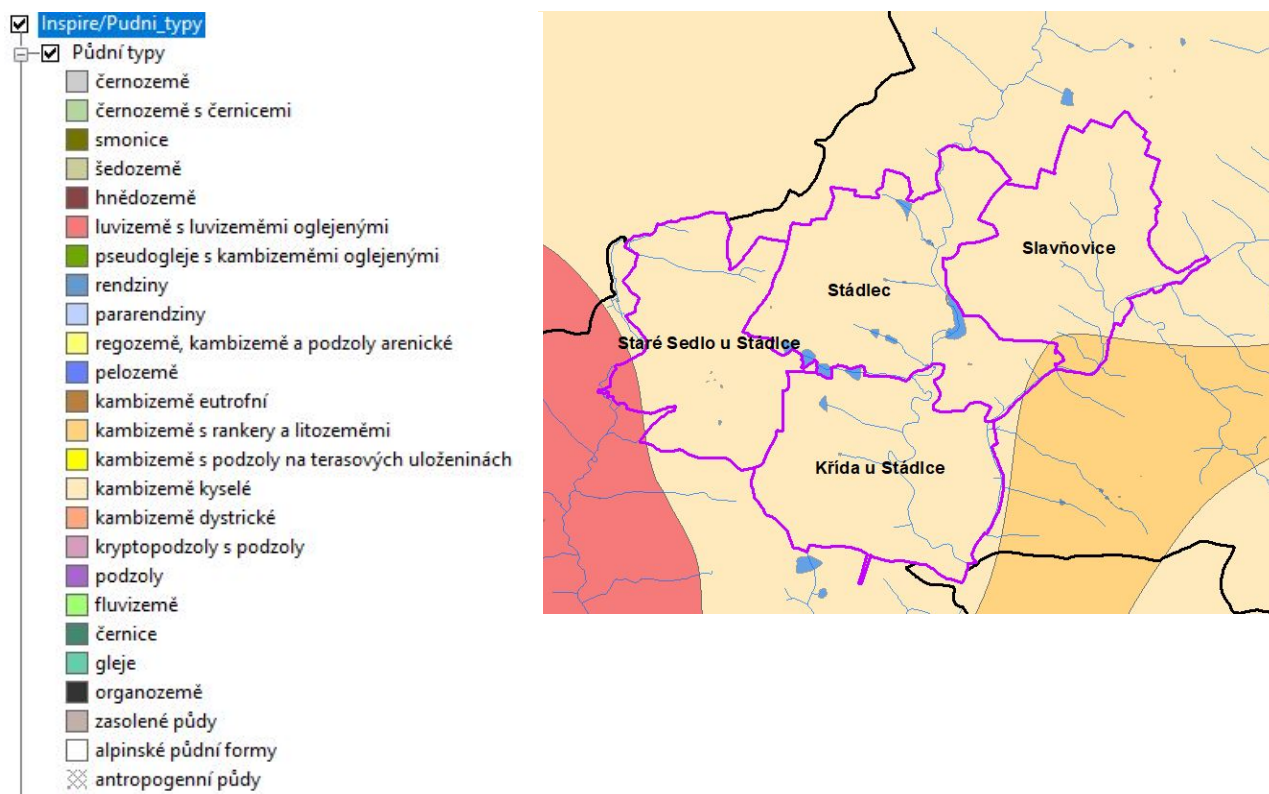 Inspire/Pudni_typy
Půdní typy
černozemě
černozemě s černicemi
smonice
šedozemě
hnědozemě
luvizemě s luvizeměmi oglejenými
pseudogleje s kambizeměmi oglejenými
rendziny
pararendziny
regozemě, kambizemě a podzoly arenické
pelozemě
kambizemě eutrofní
kambizemě s rankery a litozeměmi
kambizemě s podzoly na terasových uloženinách
kambizemě kyselé
kambizemě dystrické
kryptopodzoly s podzoly
podzoly
fluvizemě
černice
gleje
organozemě
zasolené půdy
alpinské půdní formy
antropogenní půdy
Slavňovice
Stádlec
Staré Sedlo u Stádlce
Křída u Stádlce